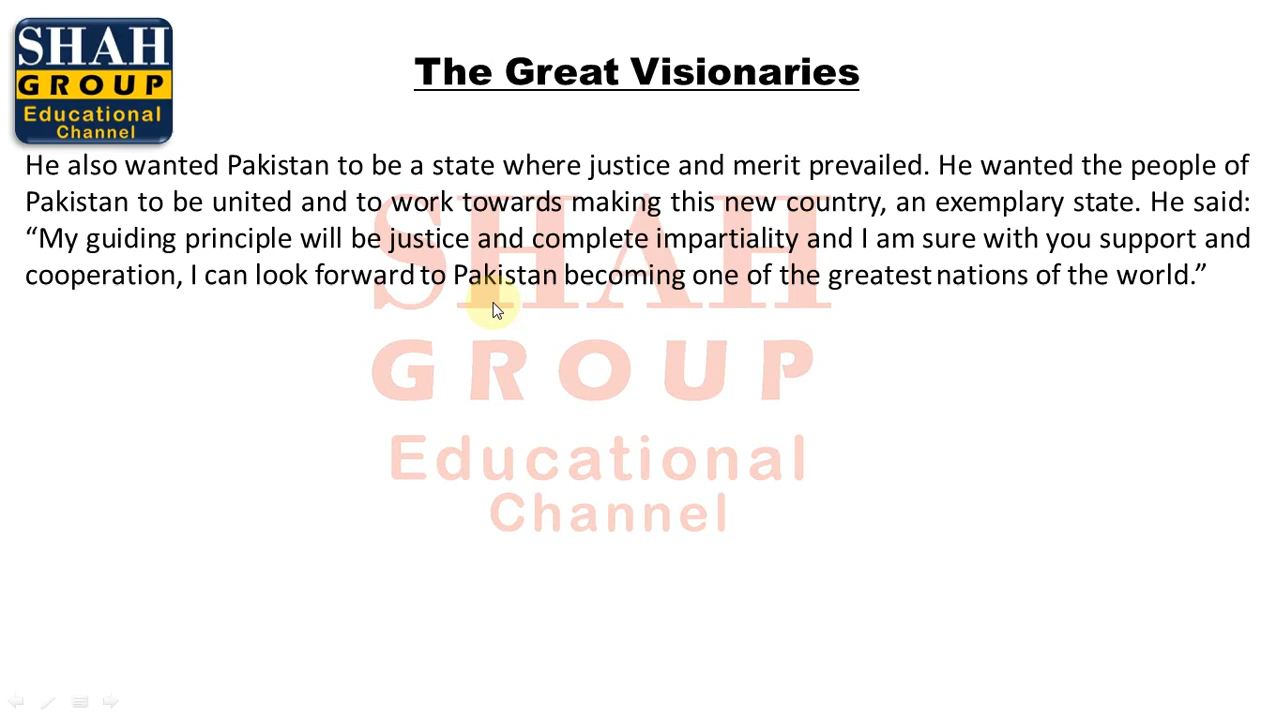 SHAH
GROUP
Educational
Channel
The Great Visionaries
He also wanted Pakistan to be a state where justice and merit prevailed. He wanted the people of
Pakistan to be united and to work towards making this new country, an exemplary state. He said:
“My guiding principle will be justice and complete impartiality and I am sure with you support and
cooperation, I can look forward to Pakistan becoming one of the greatest nations of the world.”
SHAH
GROUP
Educational
Channel